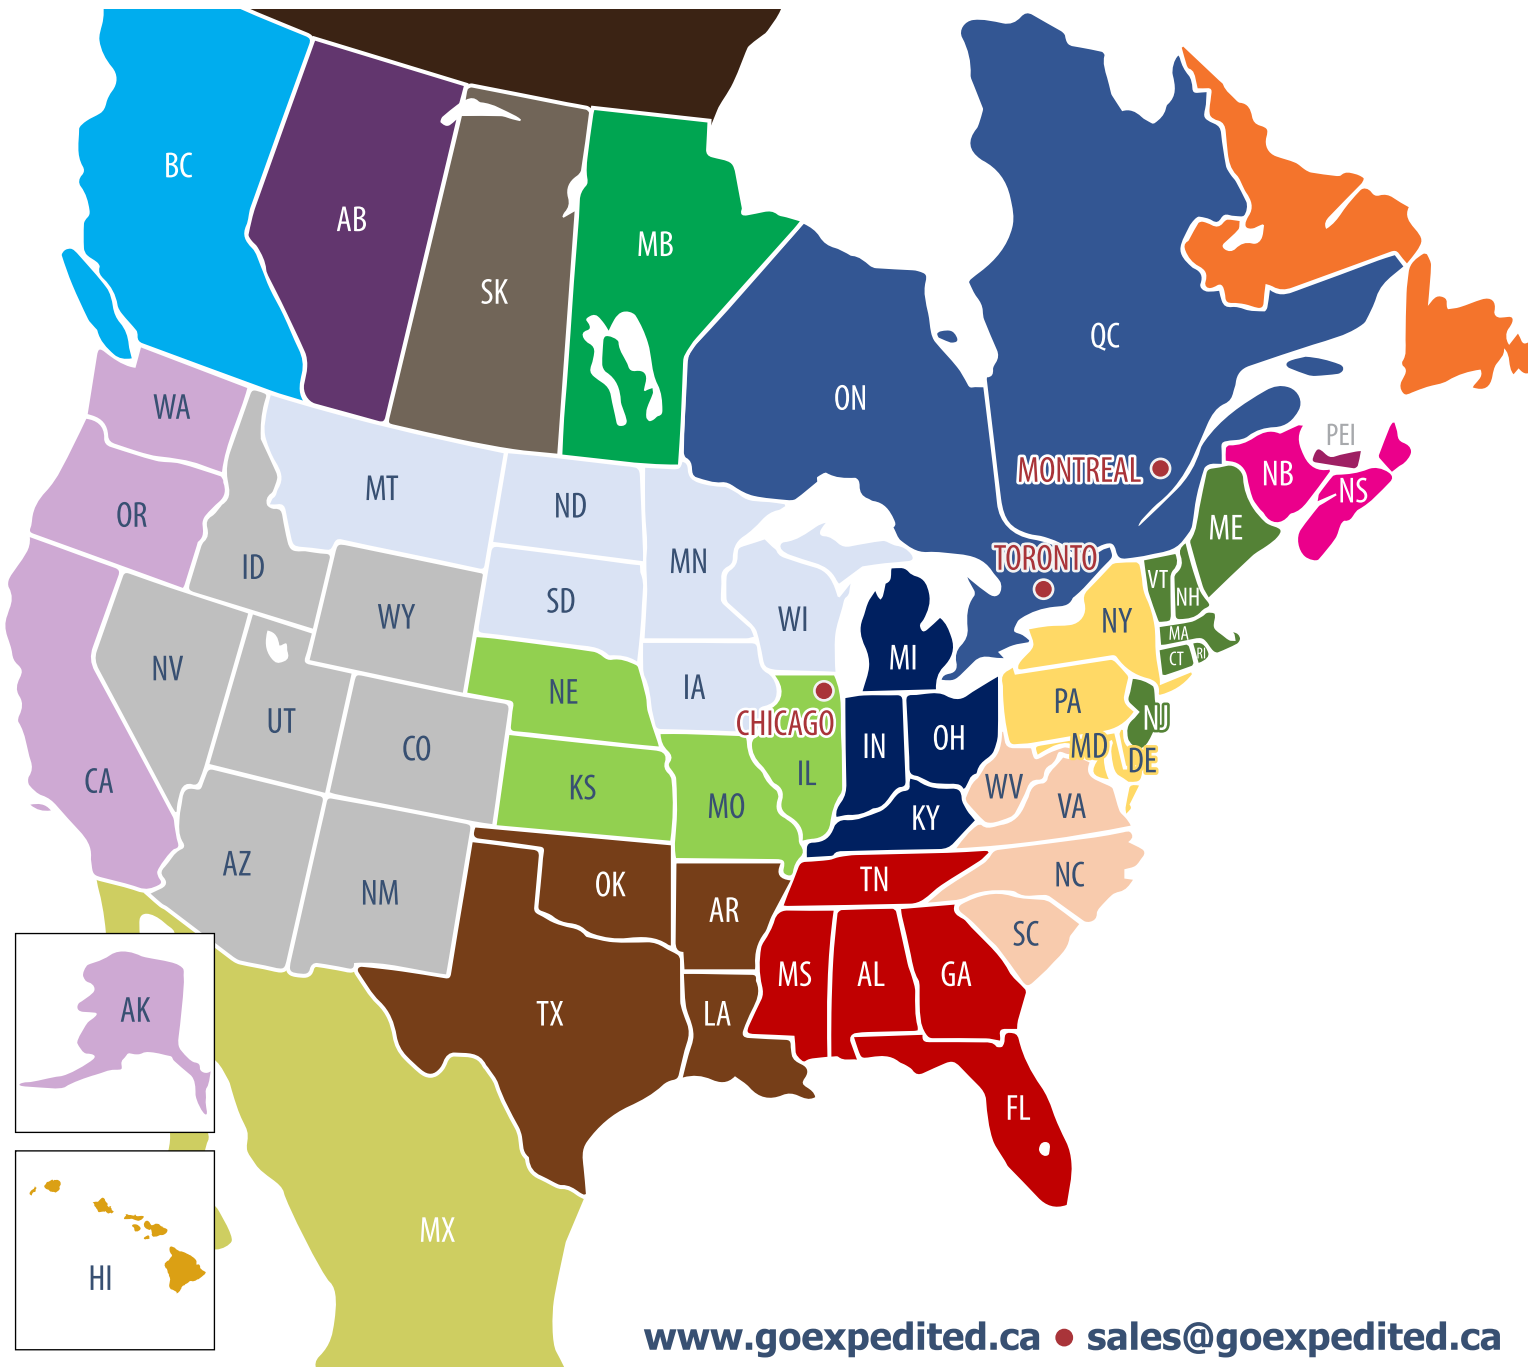 BC
AB
SK
MB
ON
QC
MONTREAL
TORONTO
PEI
NB
NS
WA
OR
MT
ND
MN
ME
ID
WY
SD
WI
NY
VT
NH
MA
CT
RI
NV
UT
CO
NE
IA
MI
PA
NJ
CHICAGO
CA
KS
MO
IL
IN
OH
MD
DE
WV
VA
KY
AZ
NM
OK
AR
TN
NC
SC
AK
TX
LA
MS
AL
GA
FL
MX
HI
www.goexpedited.ca • sales@goexpedited.ca